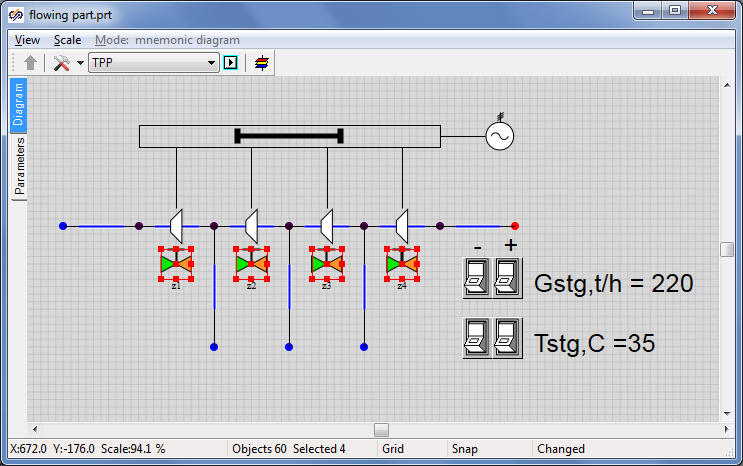 flowing part.prt
View Scale Mode: mnemonic diagram
TPP
Diagram
Parameters
z1 z2 z3 z4
- +
Gstg,t/h = 220
Tstg,C =35
X:672.0 Y:-176.0 Scale:94.1 % Objects 60 Selected 4 Grid Snap Changed